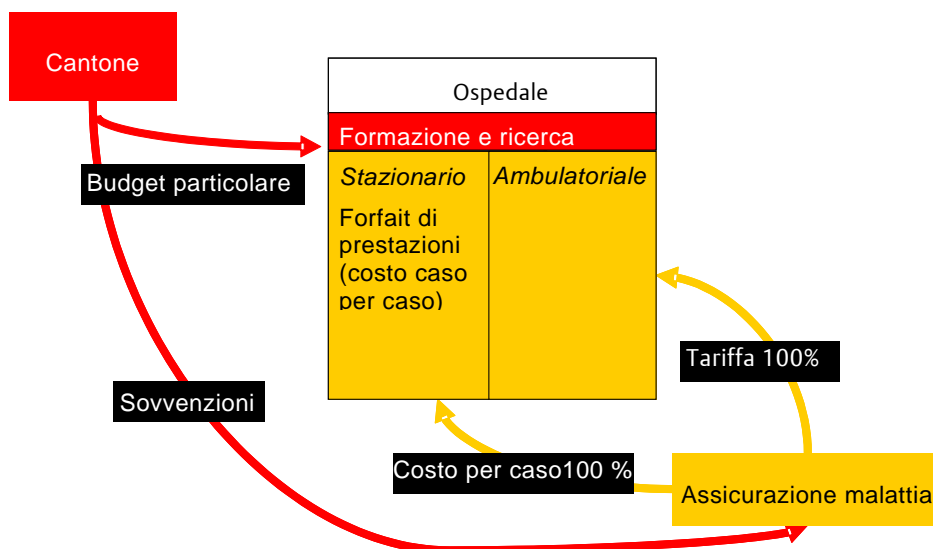 Cantone
Ospedale
Formazione e ricerca
Budget particolare
Stazionario
Ambulatoriale
Forfait di
prestazioni
(costo caso
per caso)
Tariffa 100%
Sovvenzioni
Costo per caso100 %
Assicurazione malattia